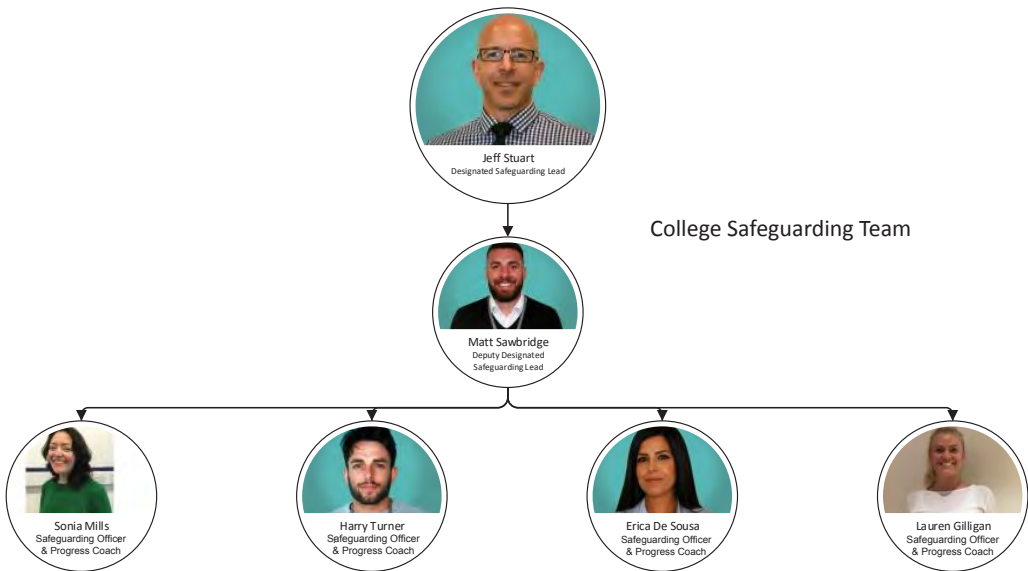 Jeff Stuart
Designated Safeguarding Lead
College Safeguarding Team
Matt Sawbridge
Deputy Designated
Safeguarding Lead
Sonia Mills
Safeguarding Officer
& Progress Coach
Harry Turner
Safeguarding Officer
& Progress Coach
Erica De Sousa
Safeguarding Officer
& Progress Coach
Lauren Gilligan
Safeguarding Officer
& Progress Coach